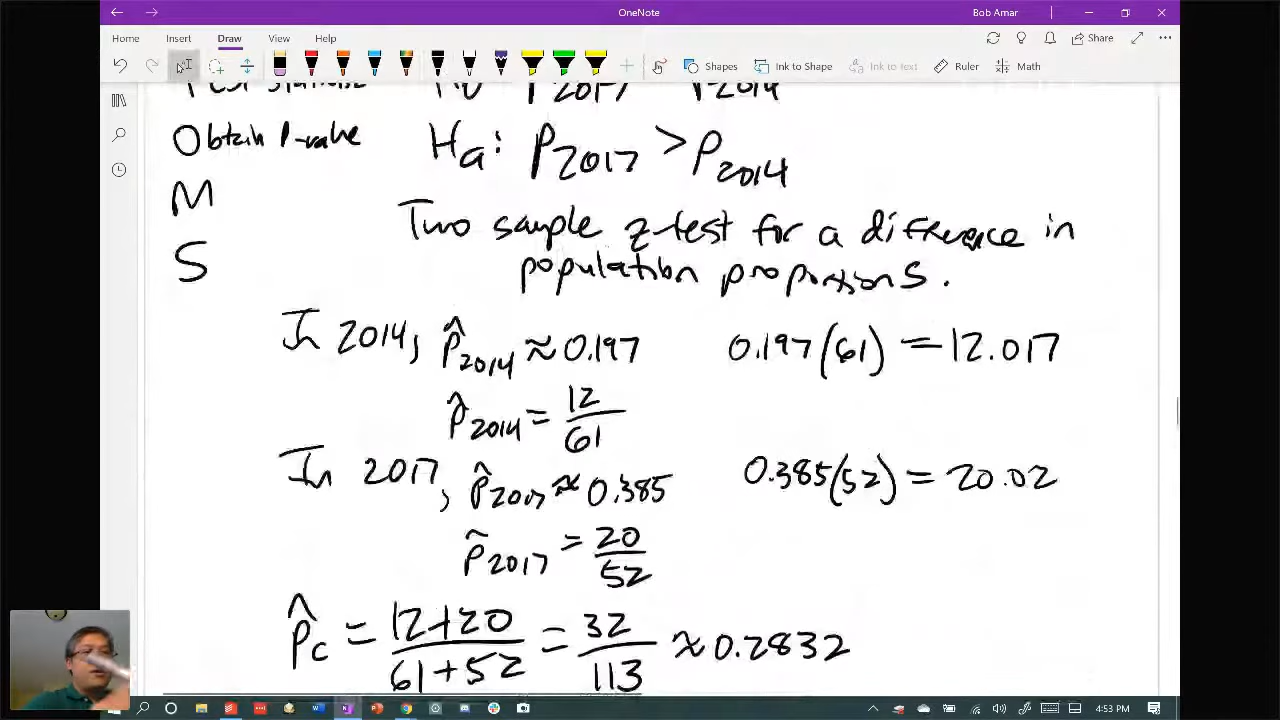 OneNote
Bob Amar
Home Insert Draw View Help
Share
Shapes Ink to Shape Ink to Text Ruler Math
P2017 P2014
Obtain P-value Ha: P2017 > P2014
M
Two sample z-test for a difference in
S
population proportions.
In 2014, p̂2014 ≈ 0.197 0.197(61) = 12.017
p̂2014 = 12/61
In 2017, p̂2017 ≈ 0.385 0.385(52) = 20.02
p̂2017 = 20/52
p̂c = 12+20/61+52 = 32/113 ≈ 0.2832
4:53 PM